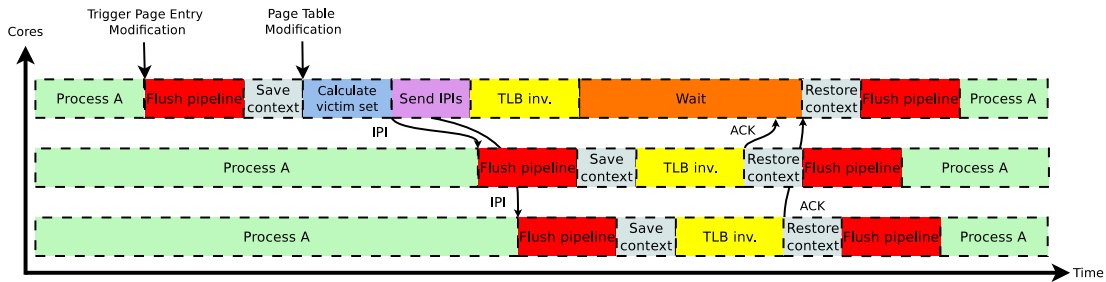 Trigger Page Entry
Modification
Page Table
Modification
Cores
Process A
Flush pipeline
Save
context
Calculate
victim set
Send IPIs
TLB inv.
Wait
Restore
context
Flush pipeline
Process A
IPI
ACK
Process A
Flush pipeline
Save
context
TLB inv.
Restore
context
Flush pipeline
Process A
IPI
ACK
Process A
Flush pipeline
Save
context
TLB inv.
Restore
context
Flush pipeline
Process A
Time